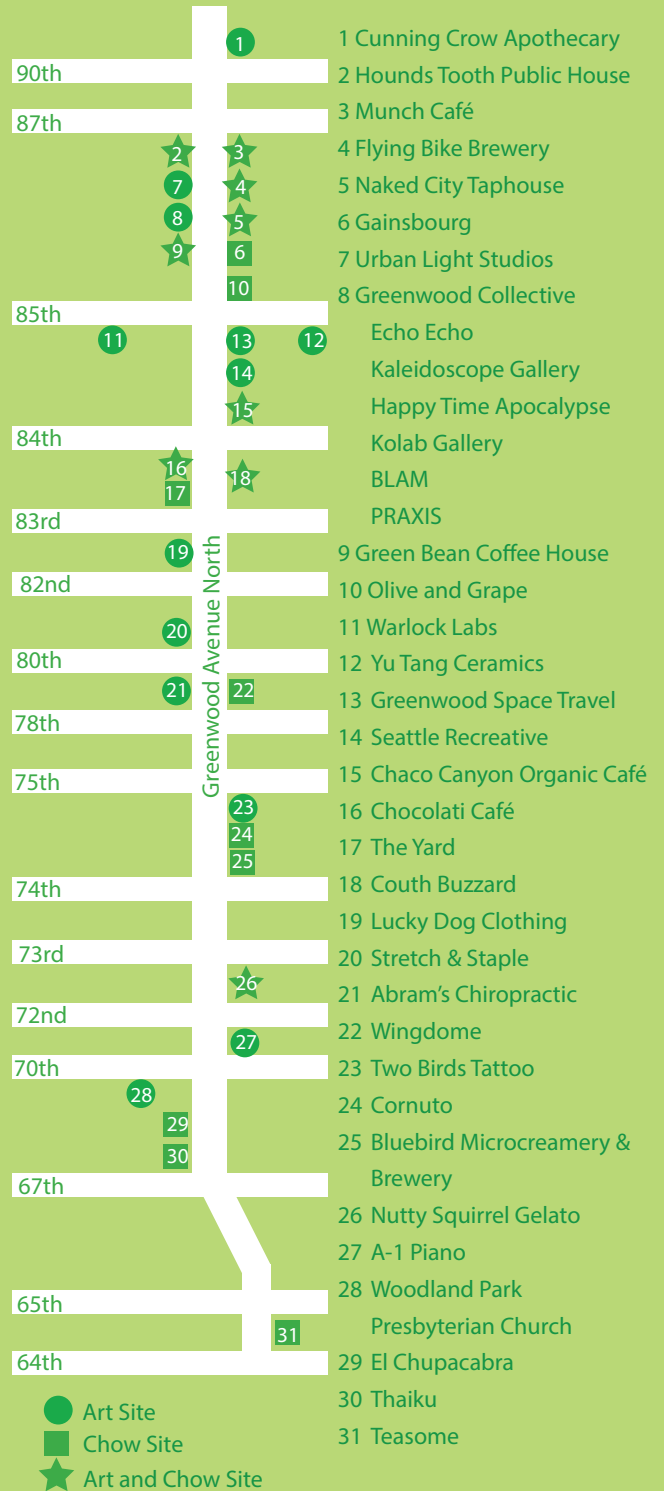 1
90th
87th
2
3
7
4
8
5
9
6
10
85th
11
13
12
14
15
84th
16
18
17
83rd
19
82nd
20
80th
21
22
78th
Greenwood Avenue North
75th
23
24
25
74th
73rd
26
72nd
27
70th
28
29
30
67th
65th
31
64th
Art Site
Chow Site
Art and Chow Site
1 Cunning Crow Apothecary
2 Hounds Tooth Public House
3 Munch Café
4 Flying Bike Brewery
5 Naked City Taphouse
6 Gainsbourg
7 Urban Light Studios
8 Greenwood Collective
Echo Echo
Kaleidoscope Gallery
Happy Time Apocalypse
Kolab Gallery
BLAM
PRAXIS
9 Green Bean Coffee House
10 Olive and Grape
11 Warlock Labs
12 Yu Tang Ceramics
13 Greenwood Space Travel
14 Seattle Recreative
15 Chaco Canyon Organic Café
16 Chocolati Café
17 The Yard
18 Couth Buzzard
19 Lucky Dog Clothing
20 Stretch & Staple
21 Abram's Chiropractic
22 Wingdome
23 Two Birds Tattoo
24 Cornuto
25 Bluebird Microcreamery &
Brewery
26 Nutty Squirrel Gelato
27 A-1 Piano
28 Woodland Park
Presbyterian Church
29 El Chupacabra
30 Thaiku
31 Teasome